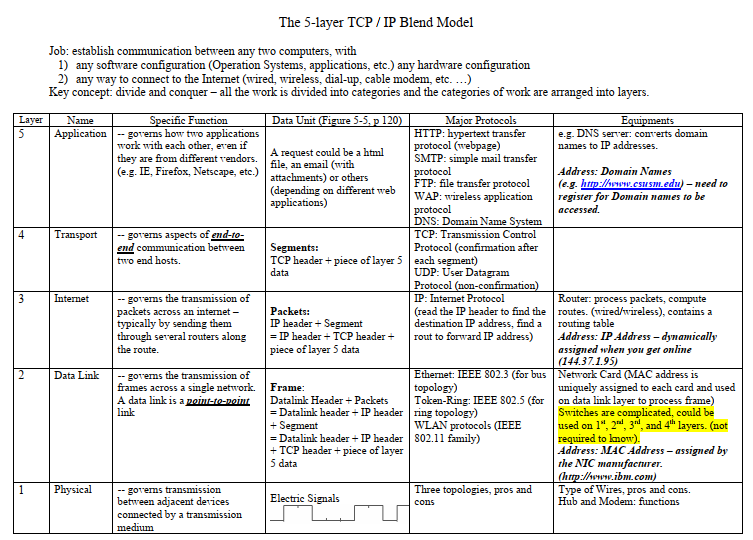 The 5-layer TCP / IP Blend Model
Job: establish communication between any two computers, with
1) any software configuration (Operation Systems, applications, etc.) any hardware configuration
2) any way to connect to the Internet (wired, wireless, dial-up, cable modem, etc. …)
Key concept: divide and conquer – all the work is divided into categories and the categories of work are arranged into layers.
Layer Name Specific Function Data Unit (Figure 5-5, p 120) Major Protocols Equipments
5
Application
-- governs how two applications
work with each other, even if
they are from different vendors.
(e.g. IE, Firefox, Netscape, etc.)
A request could be a html
file, an email (with
attachments) or others
(depending on different web
applications)
HTTP: hypertext transfer
protocol (webpage)
SMTP: simple mail transfer
protocol
FTP: file transfer protocol
WAP: wireless application
protocol
DNS: Domain Name System
e.g. DNS server: converts domain
names to IP addresses.
Address: Domain Names
(e.g. http://www.csusm.edu) – need to
register for Domain names to be
accessed.
4
Transport
-- governs aspects of end-to-
end communication between
two end hosts.
Segments:
TCP header + piece of layer 5
data
TCP: Transmission Control
Protocol (confirmation after
each segment)
UDP: User Datagram
Protocol (non-confirmation)
3
Internet
-- governs the transmission of
packets across an internet –
typically by sending them
through several routers along
the route.
Packets:
IP header + Segment
= IP header + TCP header +
piece of layer 5 data
IP: Internet Protocol
(read the IP header to find the
destination IP address, find a
rout to forward IP address)
Router: process packets, compute
routes. (wired/wireless), contains a
routing table
Address: IP Address – dynamically
assigned when you get online
(144.37.1.95)
2
Data Link
-- governs the transmission of
frames across a single network.
A data link is a point-to-point
link
Frame:
Datalink Header + Packets
= Datalink header + IP header
+ Segment
= Datalink header + IP header
+ TCP header + piece of layer
5 data
Ethernet: IEEE 802.3 (for bus
topology)
Token-Ring: IEEE 802.5 (for
ring topology)
WLAN protocols (IEEE
802.11 family)
Network Card (MAC address is
uniquely assigned to each card and used
on data link layer to process frame)
Switches are complicated, could be
used on 1st, 2nd, 3rd, and 4th layers. (not
required to know).
Address: MAC Address – assigned by
the NIC manufacturer.
(http://www.ibm.com)
1
Physical
-- governs transmission
between adjacent devices
connected by a transmission
medium
Electric Signals
Three topologies, pros and
cons
Type of Wires, pros and cons.
Hub and Modem: functions